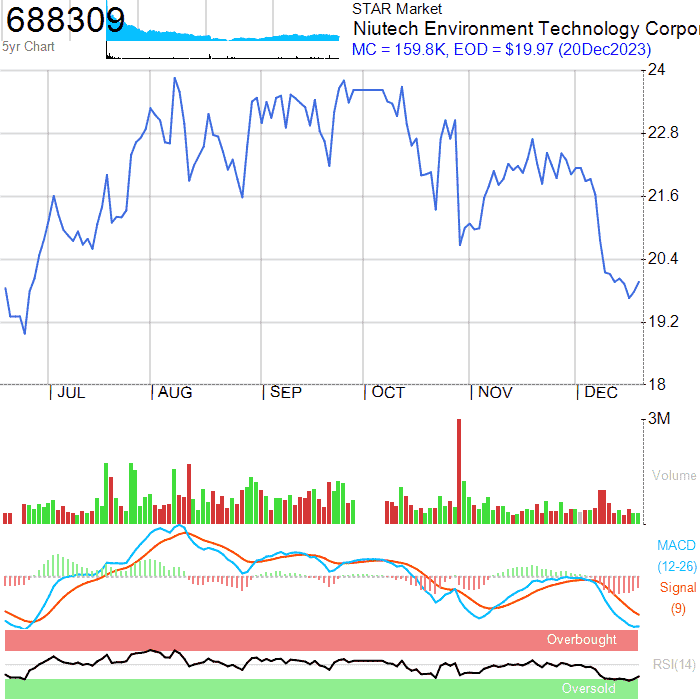 688309
5yr Chart
STAR Market
Niutech Environment Technology Corpor
MC = 159.8K, EOD = $19.97 (20Dec2023)
24
22.8
21.6
20.4
19.2
18
JUL AUG SEP OCT NOV DEC
3M
Volume
MACD
(12-26)
Signal
(9)
Overbought
RSI(14)
Oversold